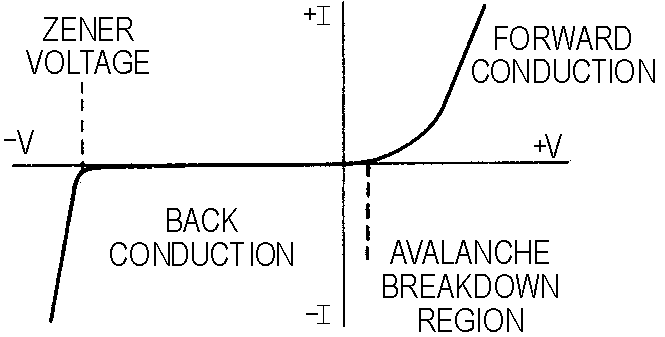 ZENER
VOLTAGE
+I
FORWARD
CONDUCTION
-V
+V
BACK
CONDUCTION
AVALANCHE
BREAKDOWN
REGION
-I